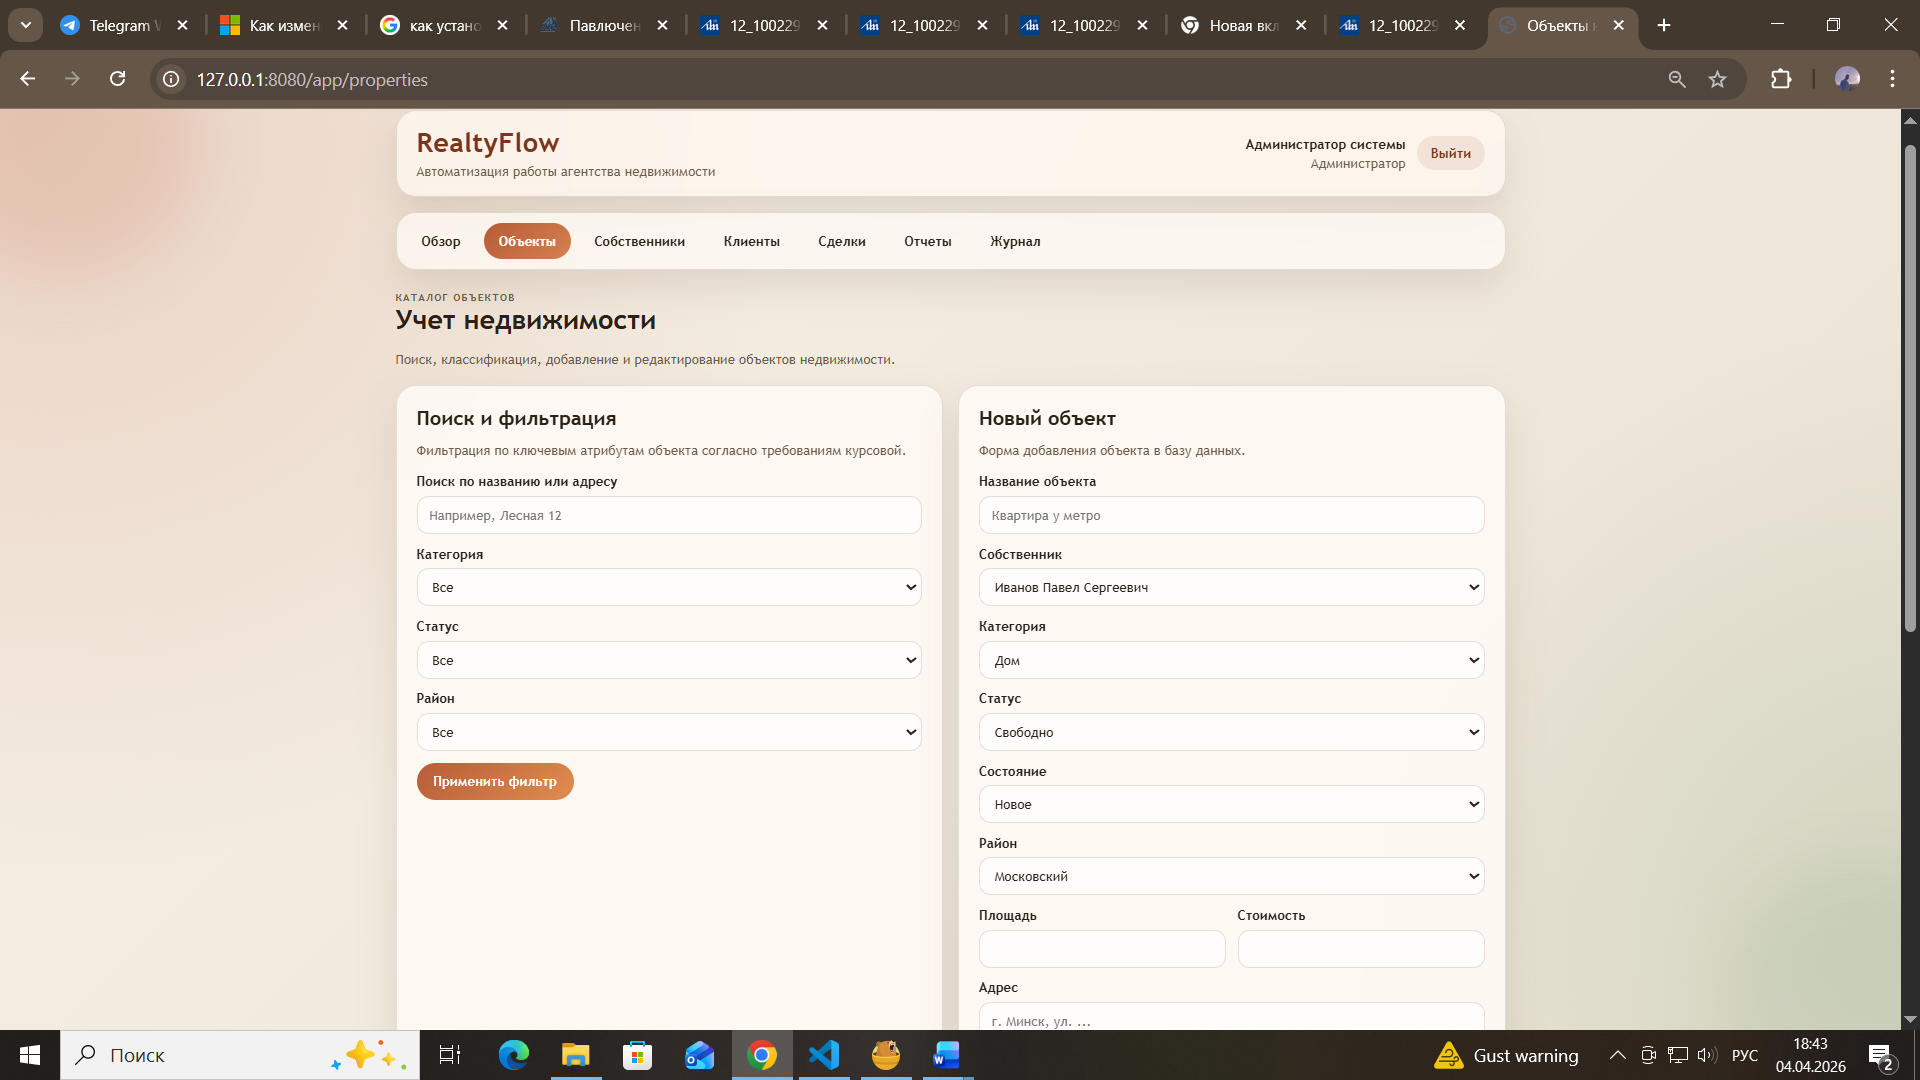 Telegram W
Как измен
как устано
Павлючен
12_100229
12_100229
12_100229
Новая вкл
12_100229
Объекты н
127.0.0.1:8080/app/properties
RealtyFlow
Автоматизация работы агентства недвижимости
Администратор системы
Администратор
Выйти
Обзор
Объекты
Собственники
Клиенты
Сделки
Отчеты
Журнал
КАТАЛОГ ОБЪЕКТОВ
Учет недвижимости
Поиск, классификация, добавление и редактирование объектов недвижимости.
Поиск и фильтрация
Фильтрация по ключевым атрибутам объекта согласно требованиям курсовой.
Поиск по названию или адресу
Например, Лесная 12
Категория
Все
Статус
Все
Район
Все
Применить фильтр
Новый объект
Форма добавления объекта в базу данных.
Название объекта
Квартира у метро
Собственник
Иванов Павел Сергеевич
Категория
Дом
Статус
Свободно
Состояние
Новое
Район
Московский
Площадь
Стоимость
Адрес
г. Минск, ул. ...
Поиск
Gust warning
РУС
18:43
04.04.2026
2